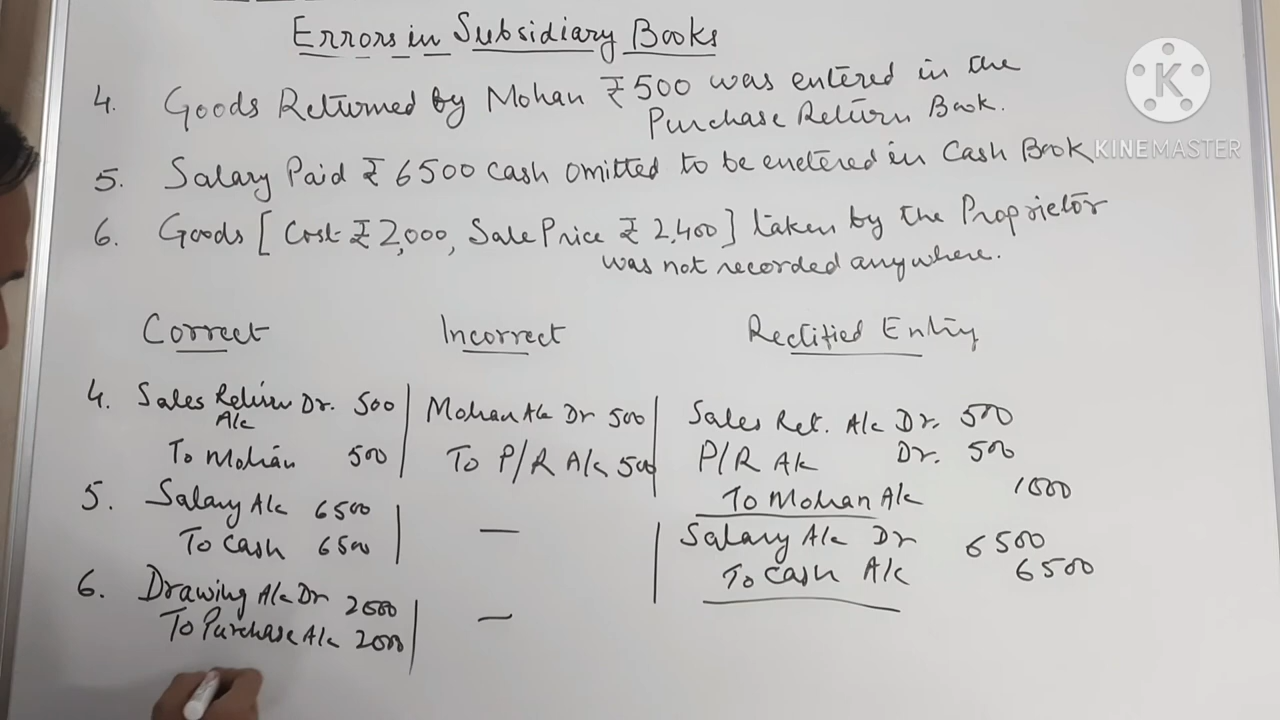 Errors in Subsidiary Books
4. Goods Returned by Mohan ₹500 was entered in the
Purchase Return Book.
5. Salary Paid ₹6500 cash omitted to be enetered in Cash Book
6. Goods [Cost ₹2,000, Sale Price ₹2,400] taken by the Proprietor
was not recorded anywhere.
K
KINEMASTER
Correct Incorrect Rectified Entry
4. Sales Return Dr. 500 Mohan A/c Dr 500 Sales Ret. A/c Dr. 500
A/c
To Mohan 500 To P/R A/c 500 P/R A/c Dr. 500
To Mohan A/c 1000
5. Salary A/c 6500 — Salary A/c Dr 6500
To Cash 6500 To Cash A/c 6500
6. Drawing A/c Dr 2000 —
To Purchase A/c 2000